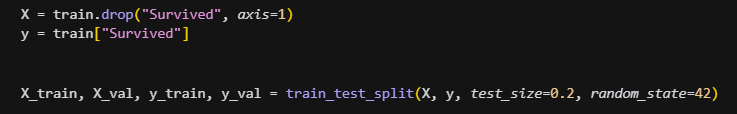 X = train.drop("Survived", axis=1)
y = train["Survived"]
X_train, X_val, y_train, y_val = train_test_split(X, y, test_size=0.2, random_state=42)